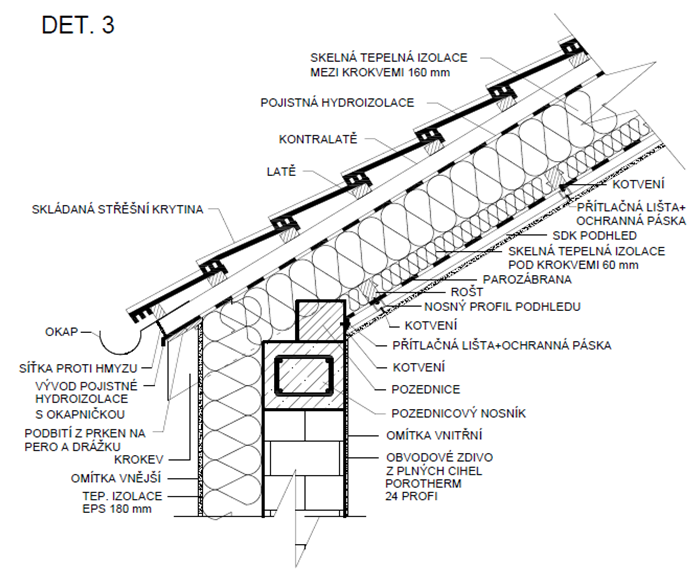 DET. 3
SKELNÁ TEPELNÁ IZOLACE
MEZI KROKVEMI 160 mm
POJISTNÁ HYDROIZOLACE
KONTRALATĚ
LATĚ
SKLÁDANÁ STŘEŠNÍ KRYTINA
KOTVENÍ
PŘÍTLAČNÁ LIŠTA+
OCHRANNÁ PÁSKA
SDK PODHLED
SKELNÁ TEPELNÁ IZOLACE
POD KROKVEMI 60 mm
PAROZÁBRANA
ROŠT
NOSNÝ PROFIL PODHLEDU
KOTVENÍ
PŘÍTLAČNÁ LIŠTA+OCHRANNÁ PÁSKA
KOTVENÍ
POZEDNICE
POZEDNICOVÝ NOSNÍK
OMÍTKA VNITŘNÍ
OBVODOVÉ ZDIVO
Z PLNÝCH CIHEL
POROTHERM
24 PROFI
OKAP
SÍŤKA PROTI HMYZU
VÝVOD POJISTNÉ
HYDROIZOLACE
S OKAPNIČKOU
PODBITÍ Z PRKEN NA
PERO A DRÁŽKU
KROKEV
OMÍTKA VNĚJŠÍ
TEP. IZOLACE
EPS 180 mm